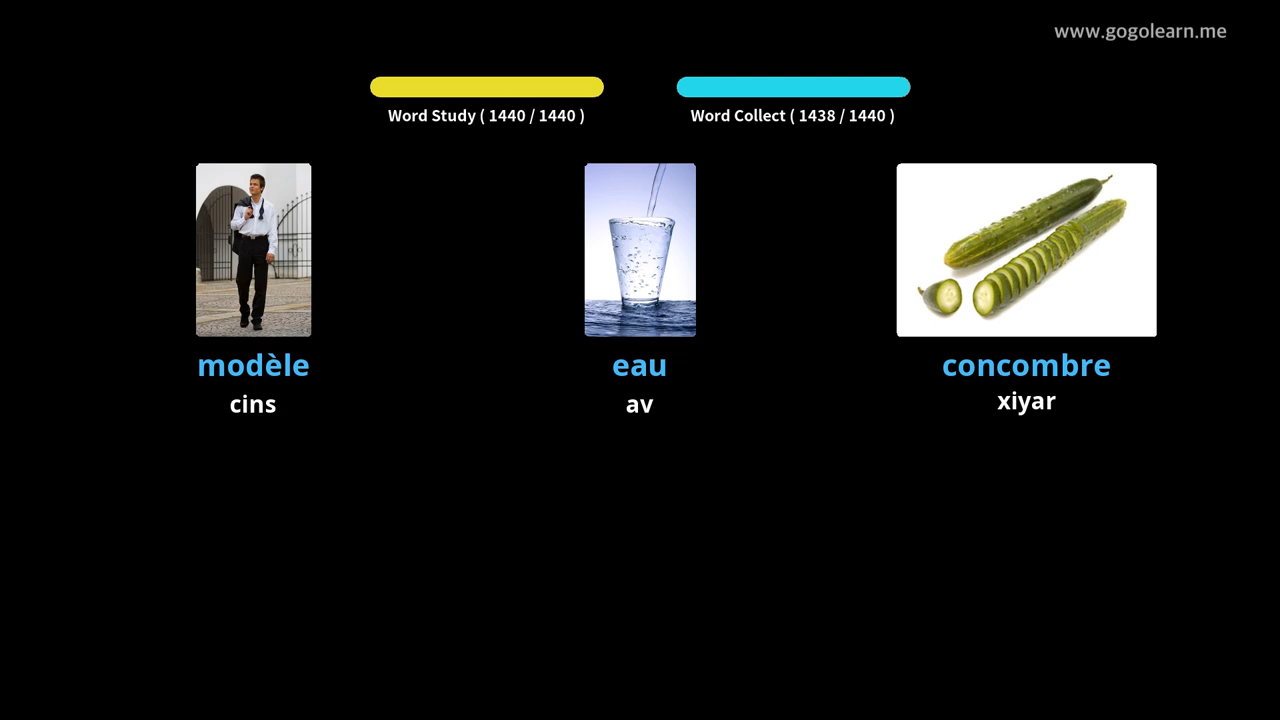 www.gogolearn.me
Word Study ( 1440 / 1440 )
Word Collect ( 1438 / 1440 )
modèle
cins
eau
av
concombre
xiyar